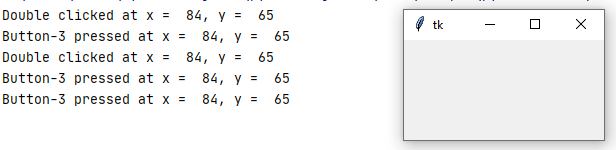 Double clicked at x =  84, y =  65
Button-3 pressed at x =  84, y =  65
Double clicked at x =  84, y =  65
Button-3 pressed at x =  84, y =  65
Button-3 pressed at x =  84, y =  65
tk